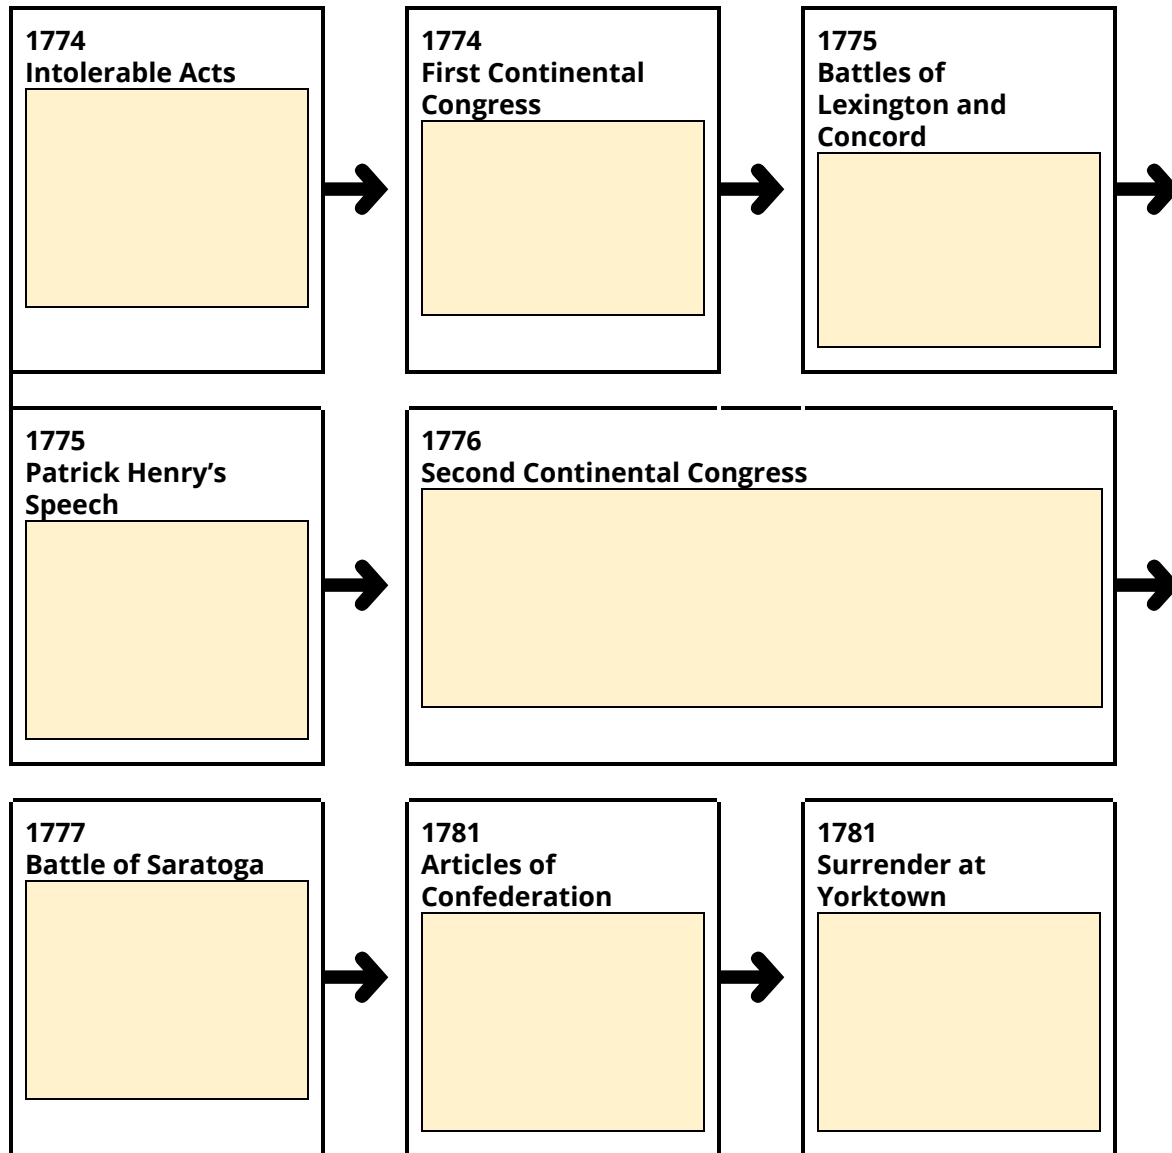 1774
Intolerable Acts
1774
First Continental
Congress
1775
Battles of
Lexington and
Concord
1775
Patrick Henry’s
Speech
1776
Second Continental Congress
1777
Battle of Saratoga
1781
Articles of
Confederation
1781
Surrender at
Yorktown